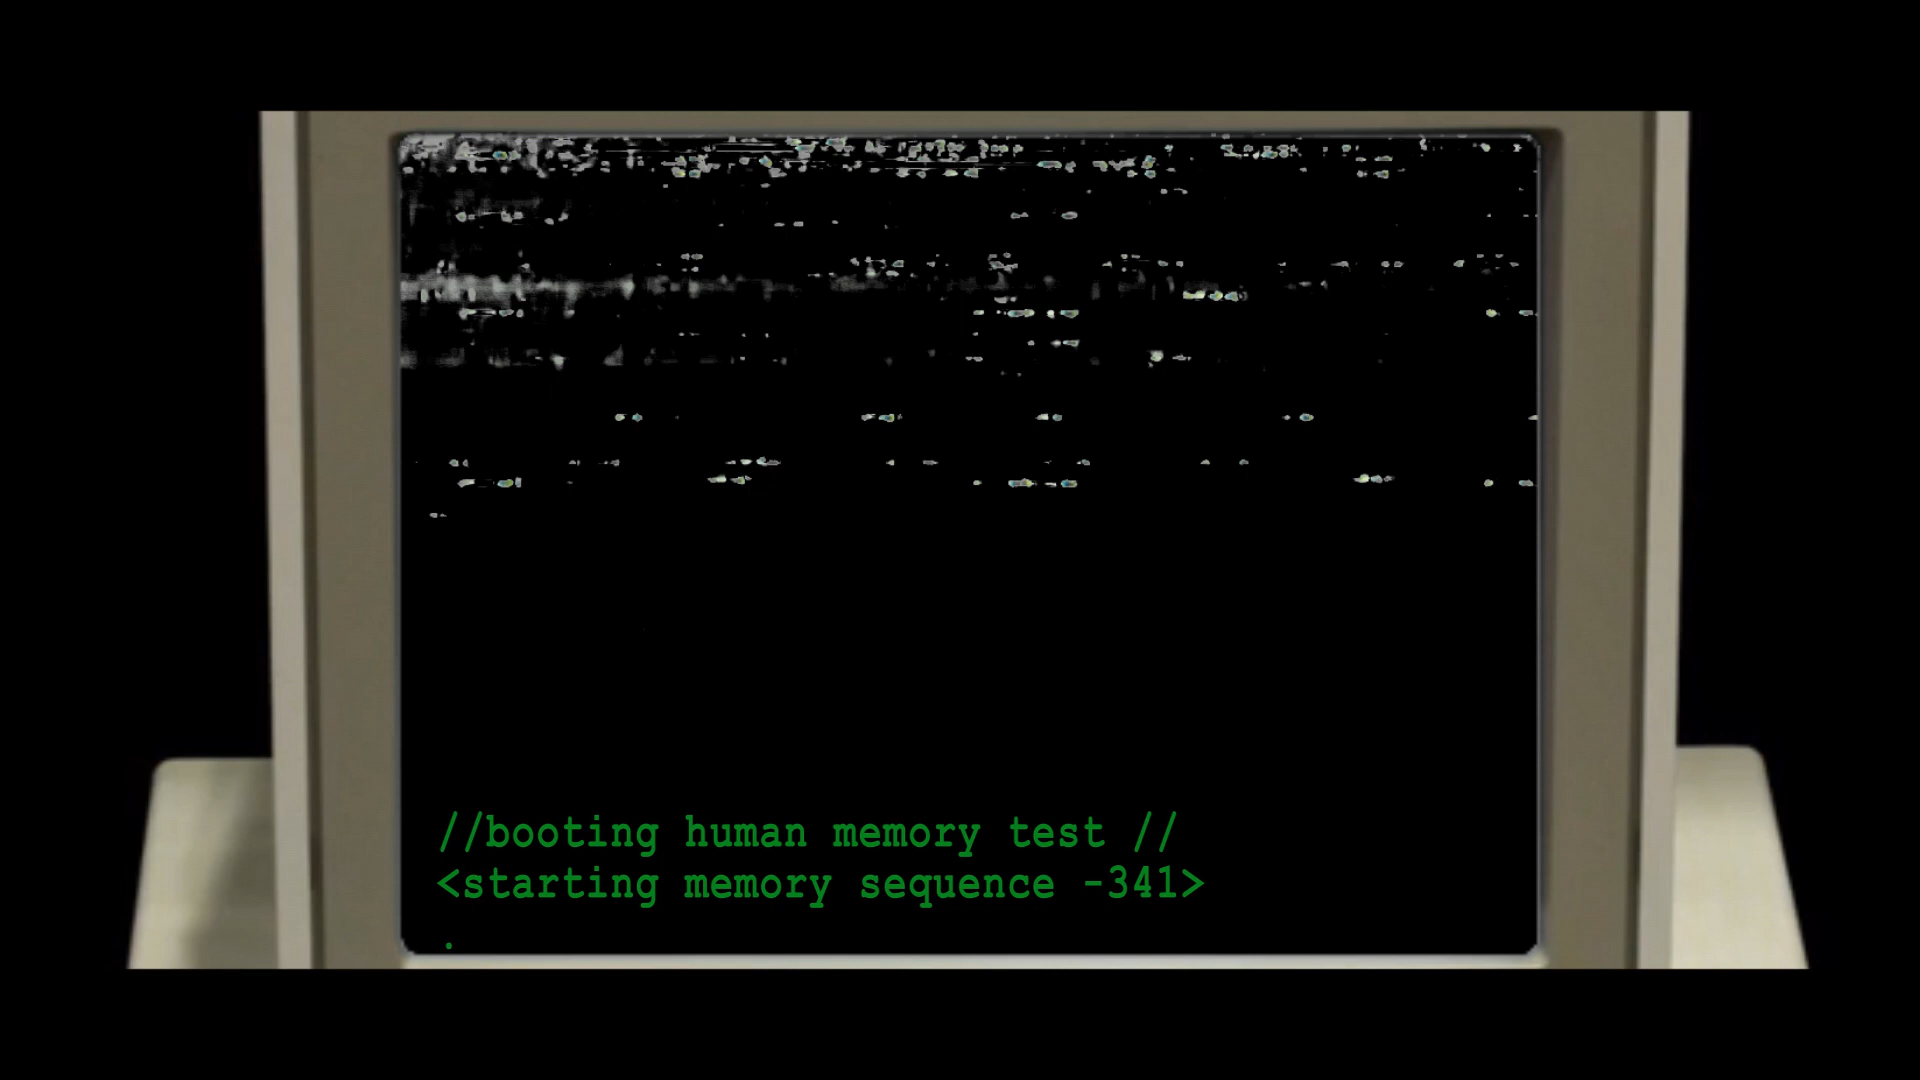 //booting human memory test //
<starting memory sequence -341>
.